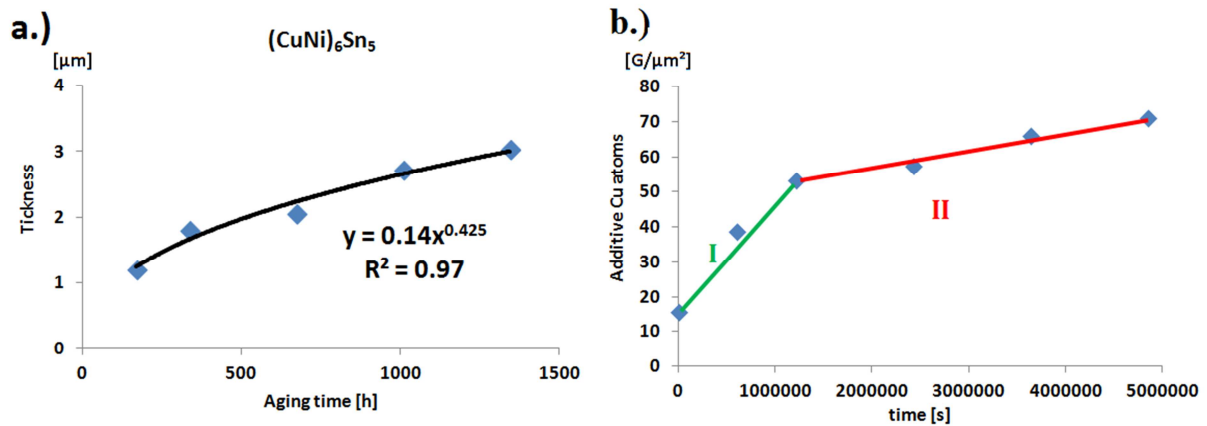 a.)
(CuNi)₆Sn₅
[µm]
4
3
2
1
0
Tickness
y = 0.14x^0.425
R² = 0.97
0 500 1000 1500
Aging time [h]
b.)
[G/µm²]
80
70
60
50
40
30
20
10
0
Additive Cu atoms
I
II
0 1000000 2000000 3000000 4000000 5000000
time [s]